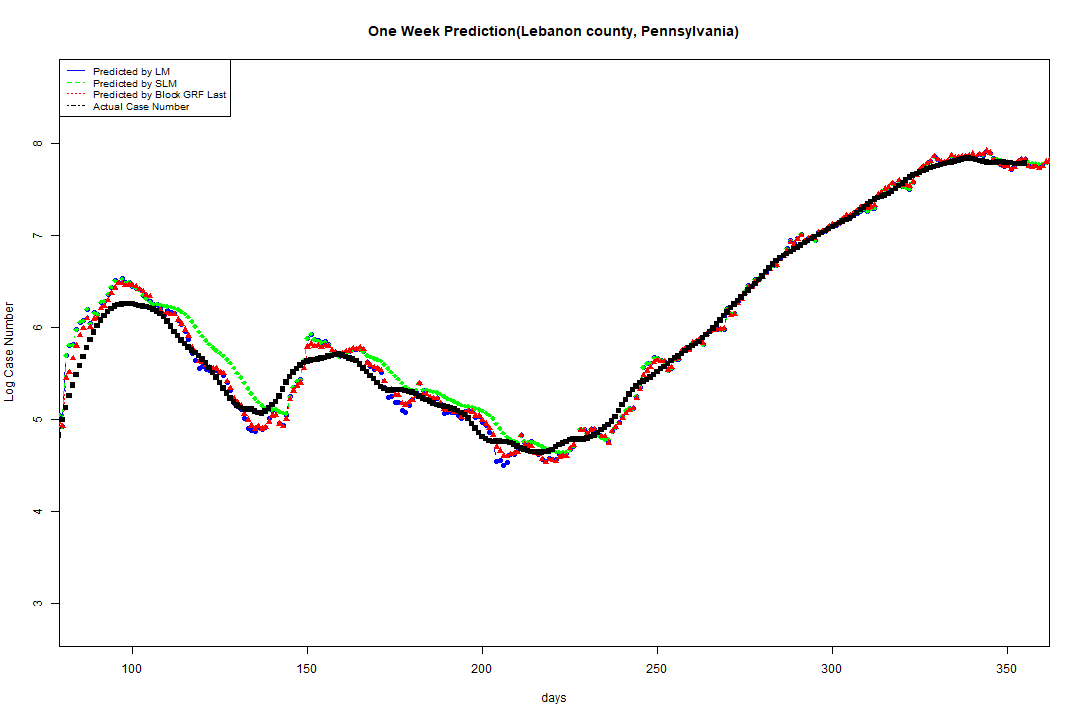 One Week Prediction(Lebanon county, Pennsylvania)
Predicted by LM
Predicted by SLM
Predicted by Block GRF Last
Actual Case Number
8
7
6
5
4
3
Log Case Number
100 150 200 250 300 350
days